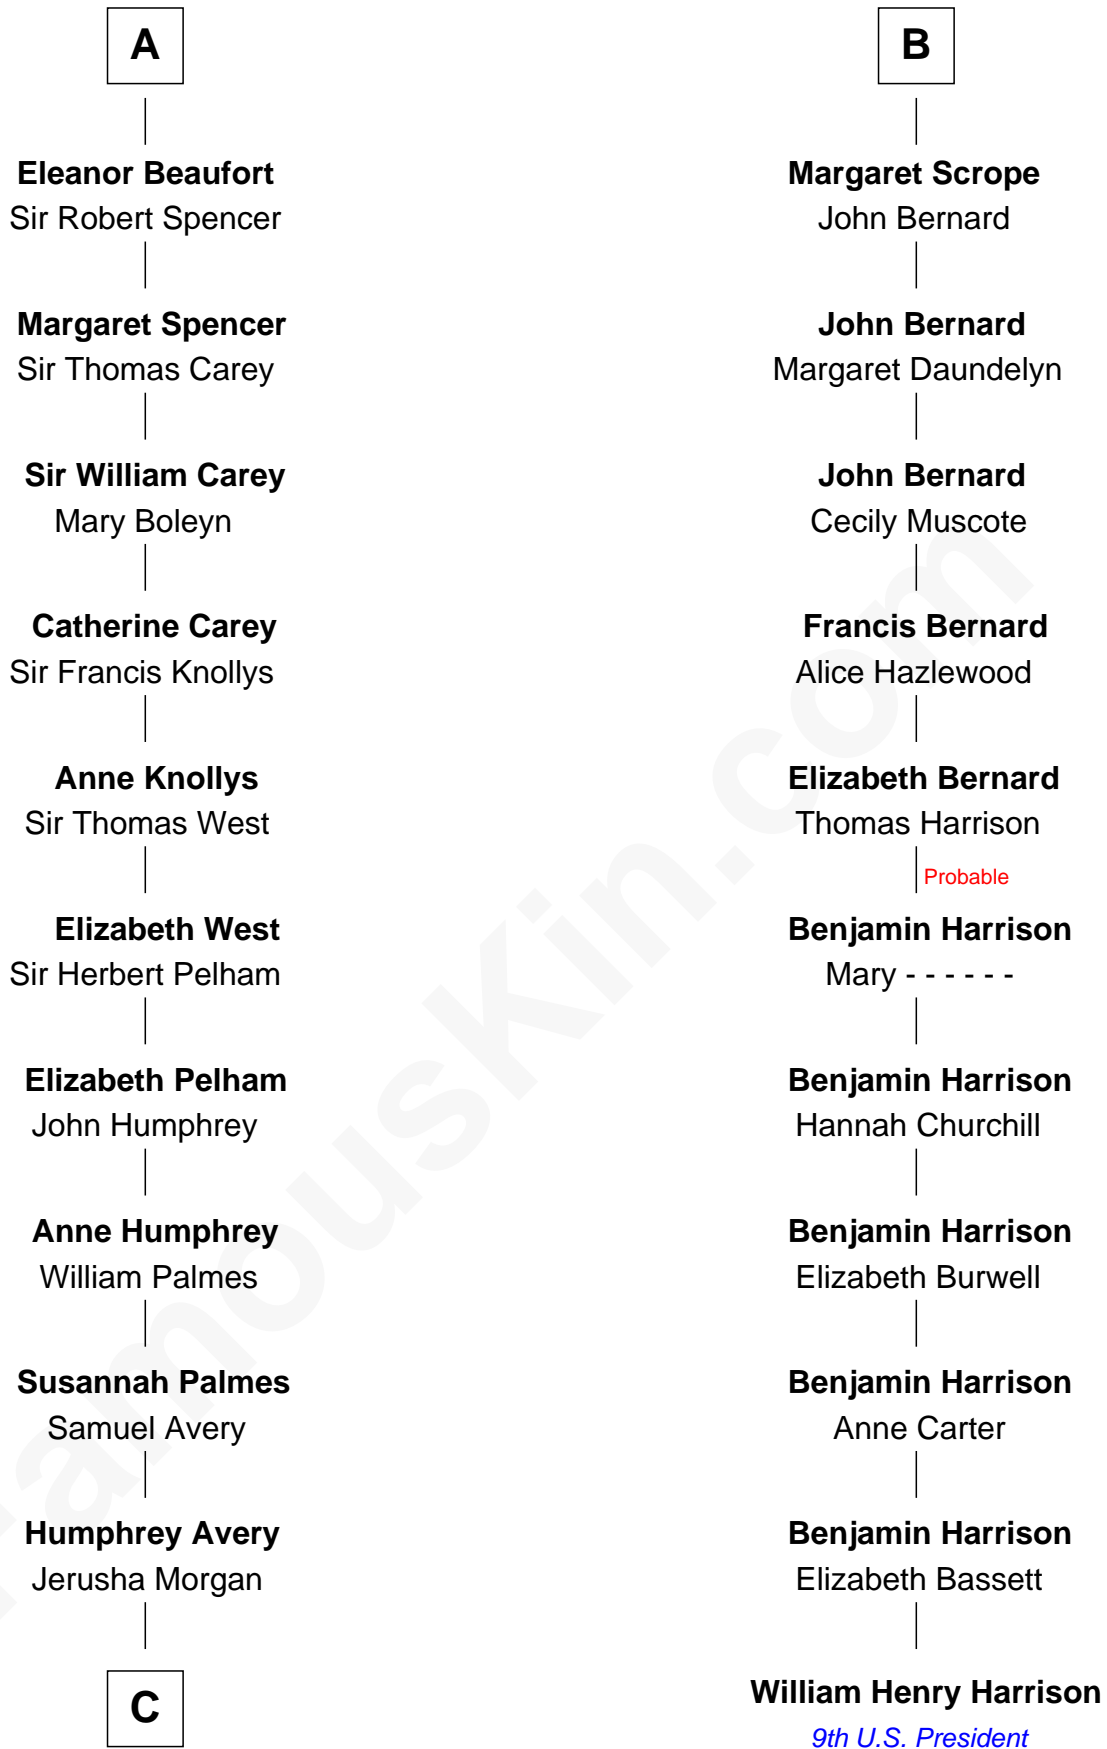 A
Eleanor Beaufort
Sir Robert Spencer
Margaret Spencer
Sir Thomas Carey
Sir William Carey
Mary Boleyn
Catherine Carey
Sir Francis Knollys
Anne Knollys
Sir Thomas West
Elizabeth West
Sir Herbert Pelham
Elizabeth Pelham
John Humphrey
Anne Humphrey
William Palmes
Susannah Palmes
Samuel Avery
Humphrey Avery
Jerusha Morgan
C
B
Margaret Scrope
John Bernard
John Bernard
Margaret Daundelyn
John Bernard
Cecily Muscote
Francis Bernard
Alice Hazlewood
Elizabeth Bernard
Thomas Harrison
Probable
Benjamin Harrison
Mary - - - - - -
Benjamin Harrison
Hannah Churchill
Benjamin Harrison
Elizabeth Burwell
Benjamin Harrison
Anne Carter
Benjamin Harrison
Elizabeth Bassett
William Henry Harrison
9th U.S. President
FamousKin.com